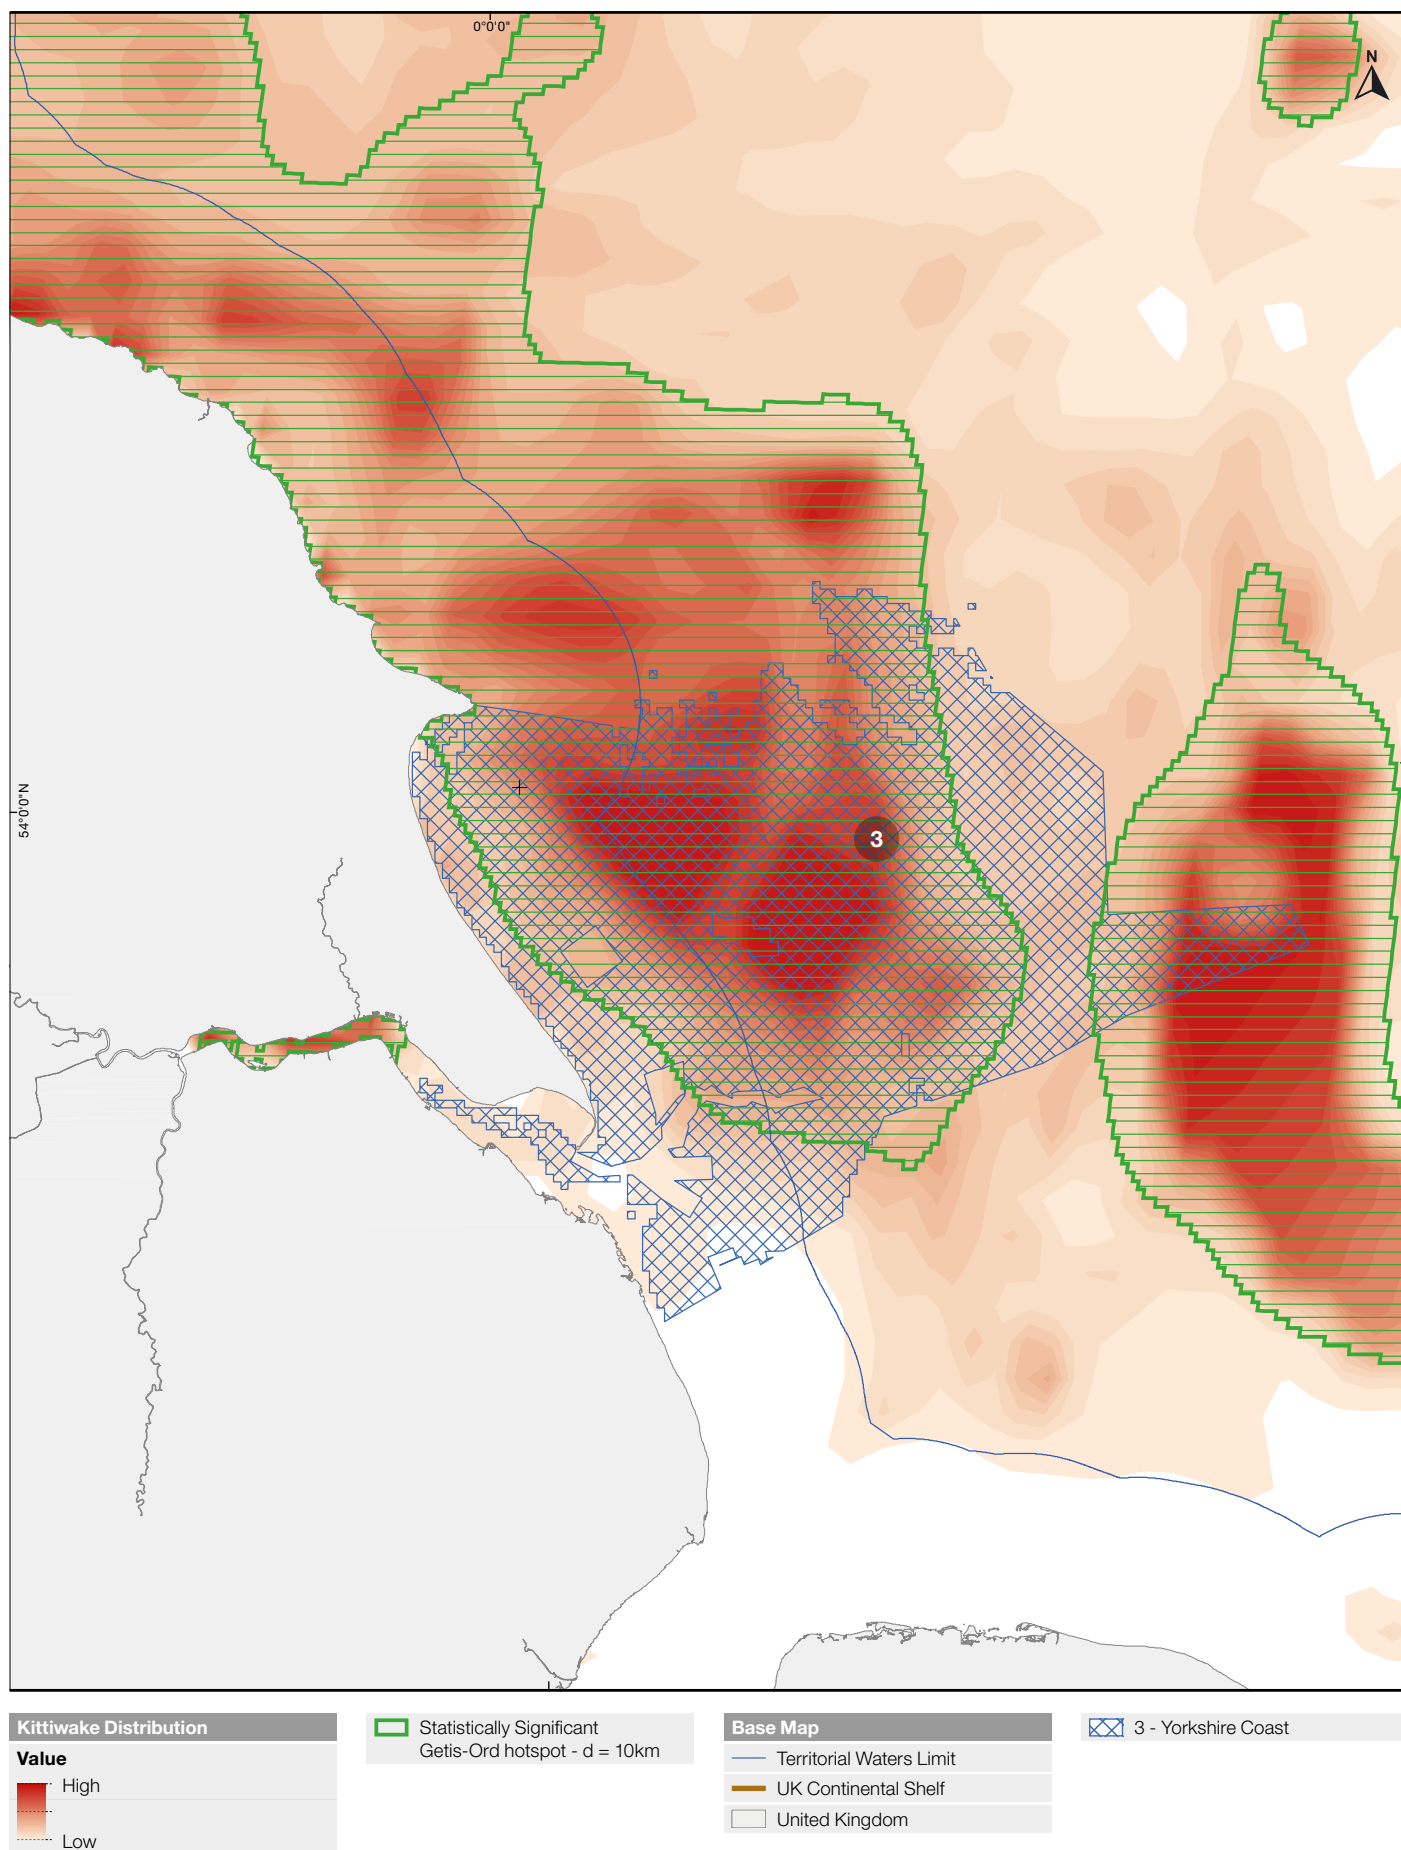 0°0'0"
N
54°0'0"N
3
Kittiwake Distribution
Value
High
Low
Statistically Significant
Getis-Ord hotspot - d = 10km
Base Map
Territorial Waters Limit
UK Continental Shelf
United Kingdom
3 - Yorkshire Coast